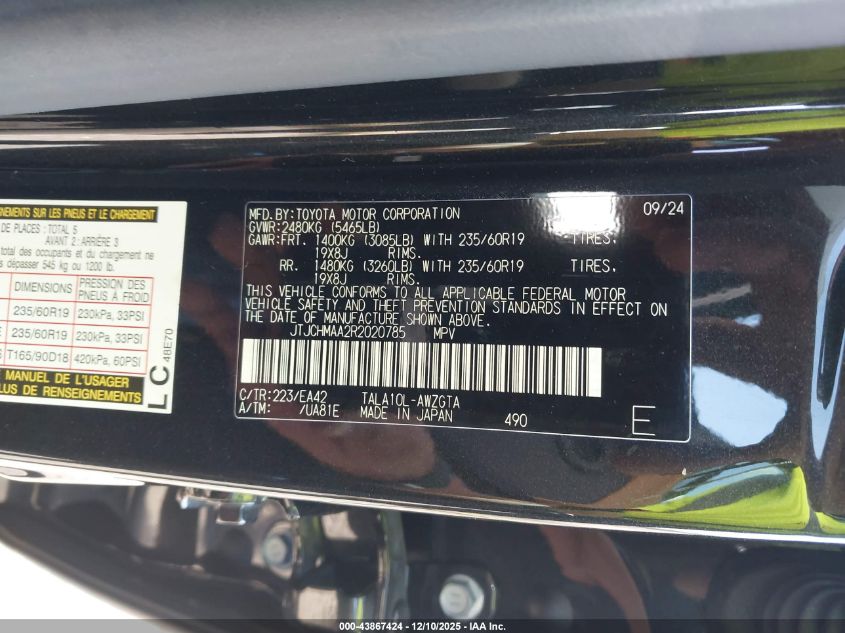 GNEMENTS SUR LES PNEUS ET LE CHARGEMENT
DE PLACES : TOTAL 5
AVANT 2 : ARRIÈRE 3
total des occupants et du chargement ne
s dépasser 545 kg ou 1200 lb.
DIMENSIONS PRESSION DES PNEUS À FROID
235/60R19 230kPa, 33PSI
235/60R19 230kPa, 33PSI
T165/90D18 420kPa, 60PSI
MANUEL DE L'USAGER
PLUS DE RENSEIGNEMENTS
LC 48E70
MFD.BY:TOYOTA MOTOR CORPORATION 09/24
GVWR:2480KG (5465LB)
GAWR:FRT. 1400KG (3085LB) WITH 235/60R19 TIRES.
19X8J RIMS.
RR. 1480KG (3260LB) WITH 235/60R19 TIRES.
19X8J RIMS.
THIS VEHICLE CONFORMS TO ALL APPLICABLE FEDERAL MOTOR
VEHICLE SAFETY AND THEFT PREVENTION STANDARDS IN EFFECT ON
THE DATE OF MANUFACTURE SHOWN ABOVE.
JTJCHMAA2R2020785 MPV
C/TR:223/EA42 TALA10L-AWZGTA
A/TM: /UA81E MADE IN JAPAN 490 E
000-43867424 - 12/10/2025 - IAA Inc.